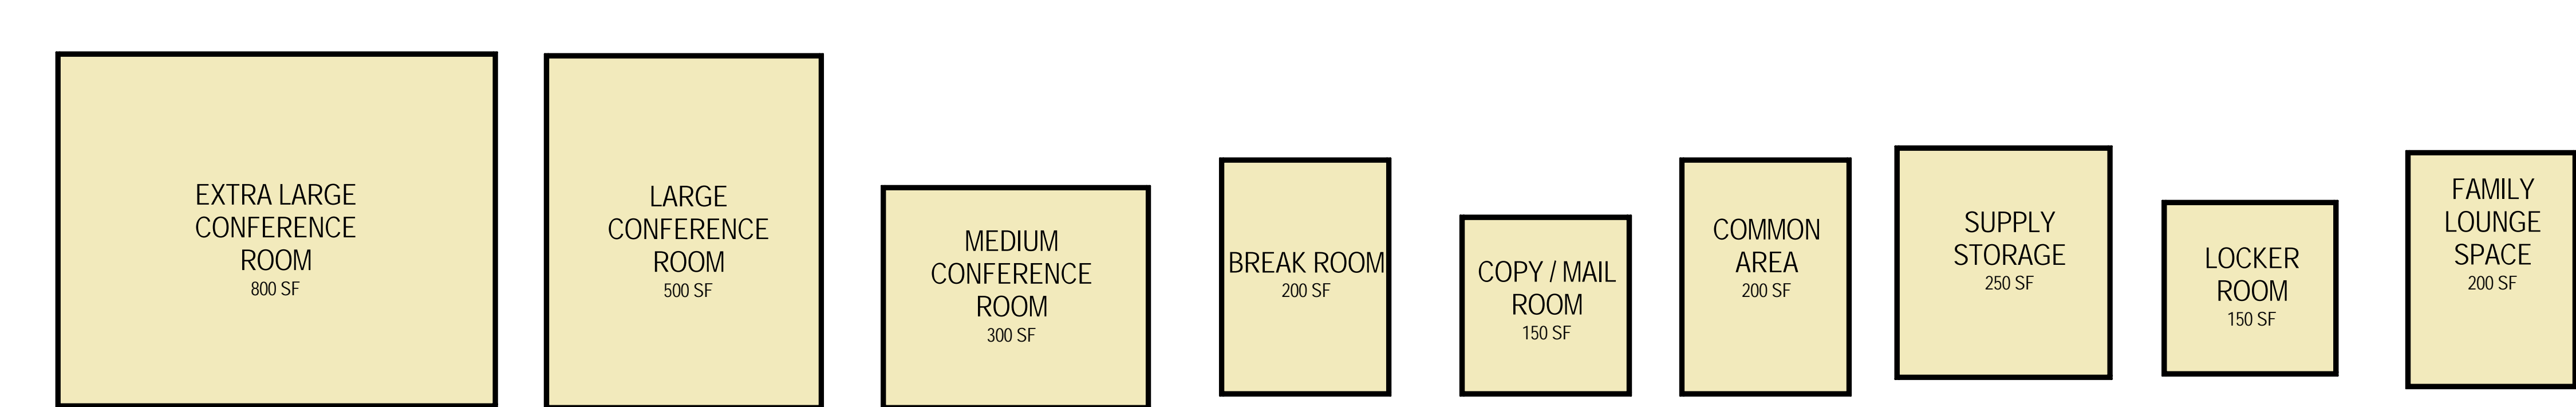 EXTRA LARGE
CONFERENCE
ROOM
800 SF
LARGE
CONFERENCE
ROOM
500 SF
MEDIUM
CONFERENCE
ROOM
300 SF
BREAK ROOM
200 SF
COPY / MAIL
ROOM
150 SF
COMMON
AREA
200 SF
SUPPLY
STORAGE
250 SF
LOCKER
ROOM
150 SF
FAMILY
LOUNGE
SPACE
200 SF